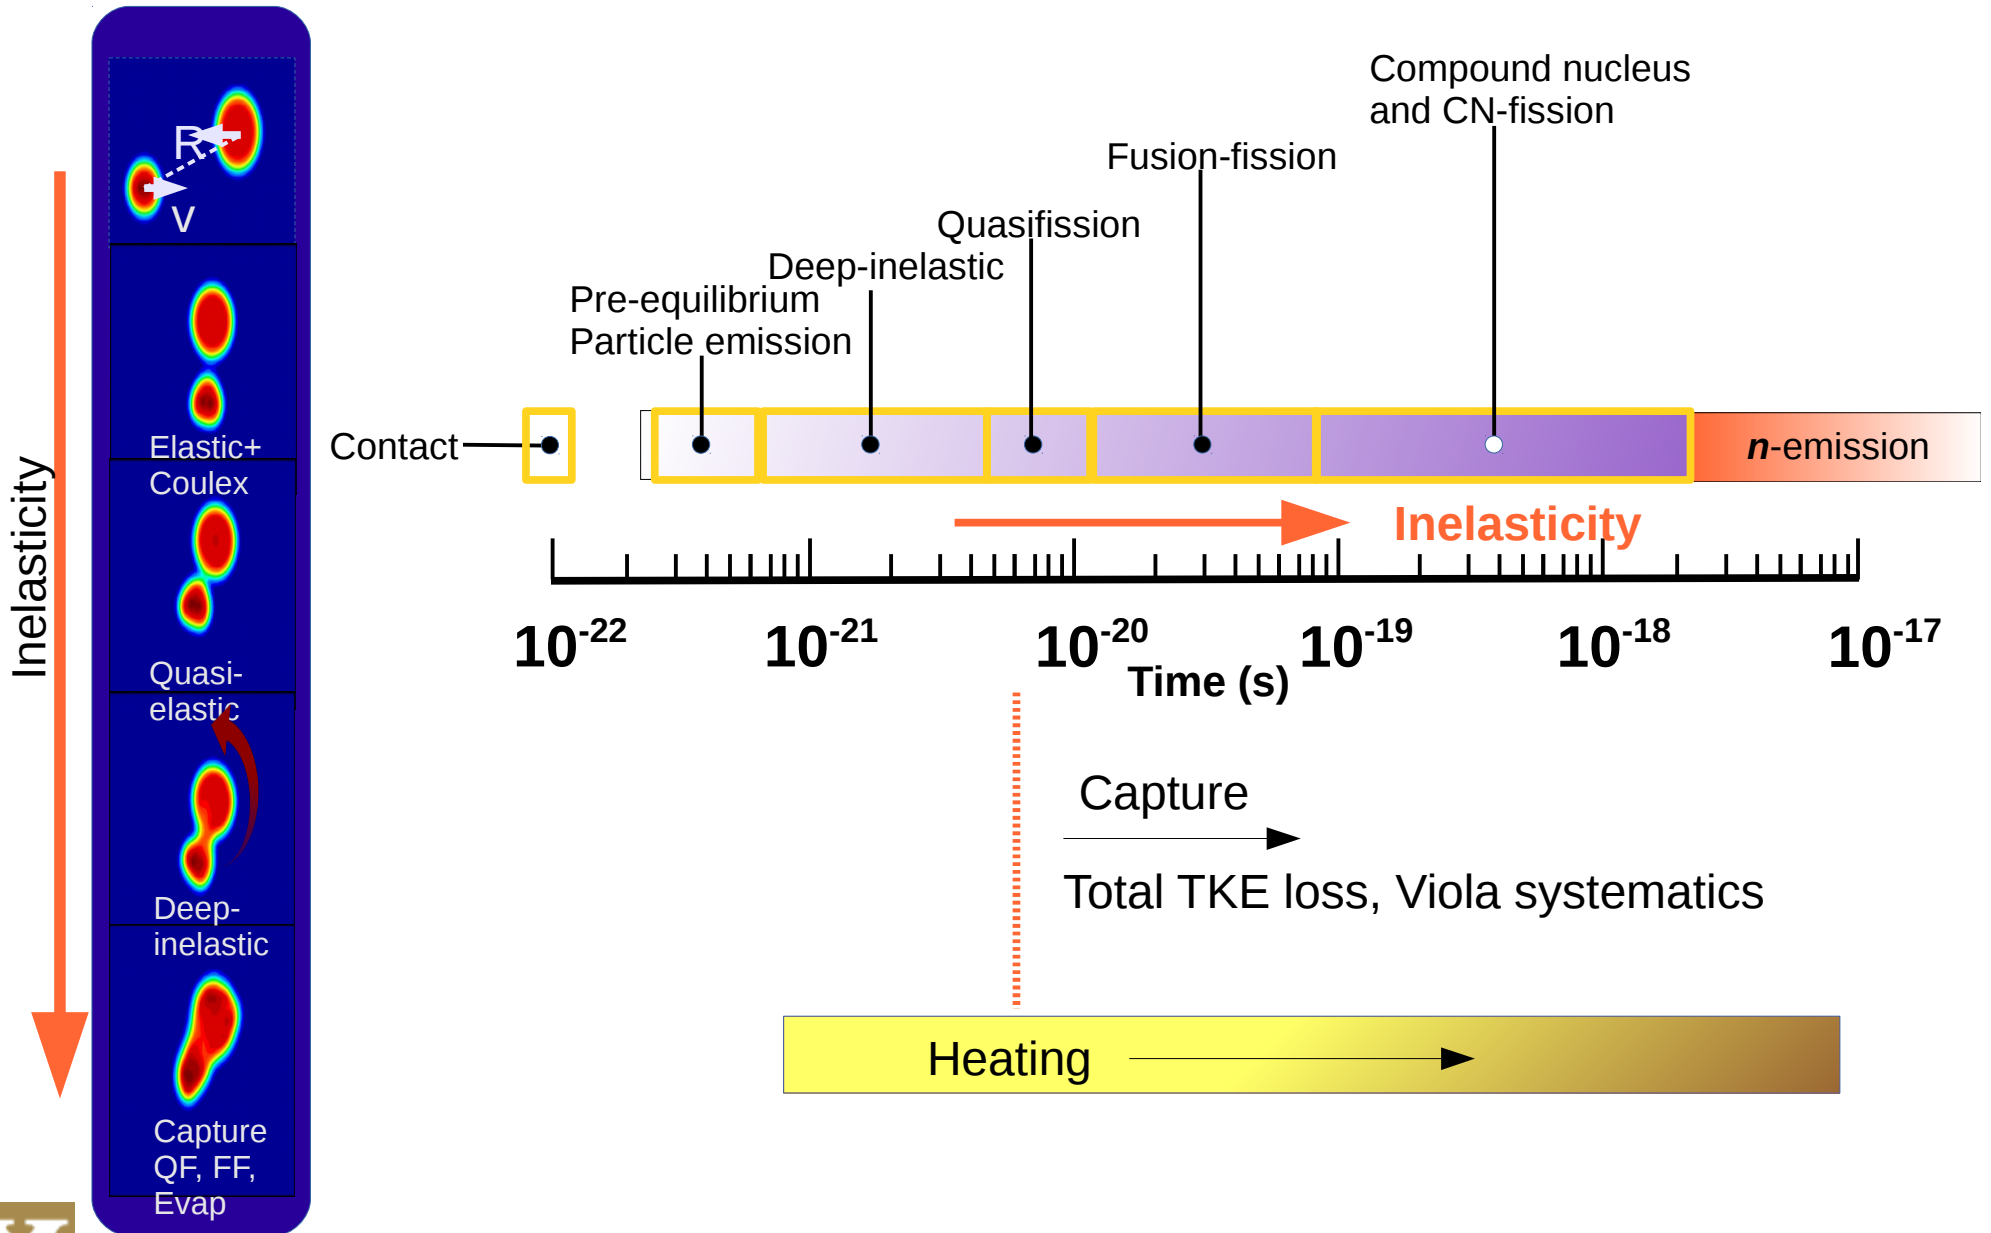 R
v
Elastic+
Coulex
Quasi-
elastic
Deep-
inelastic
Capture
QF, FF,
Evap
Inelasticity
Compound nucleus
and CN-fission
Fusion-fission
Quasifission
Deep-inelastic
Pre-equilibrium
Particle emission
Contact
n-emission
Inelasticity
10-22 10-21 10-20 10-19 10-18 10-17
Time (s)
Capture
Total TKE loss, Viola systematics
Heating